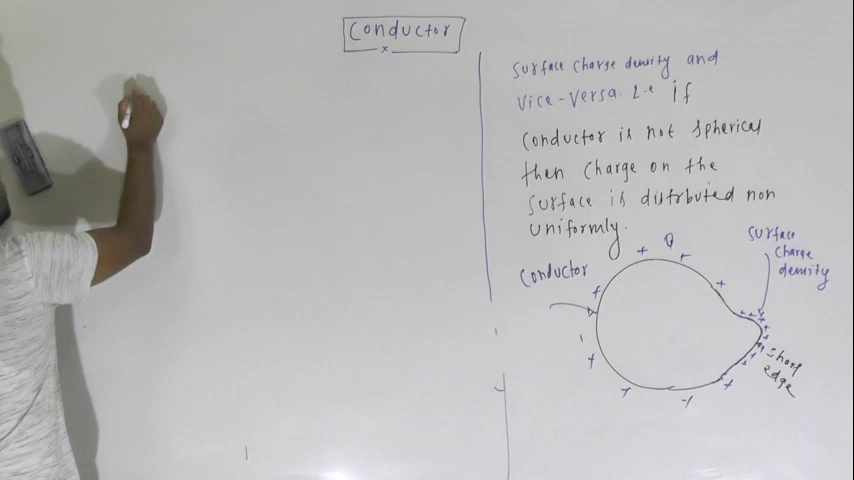 Conductor
Surface charge density and
Vice-Versa. I.e if
Conductor is not Spherical
then charge on the
Surface is distrbuted non
uniformly.
Q
Surface
Charge
density
Conductor
Sharp
edge